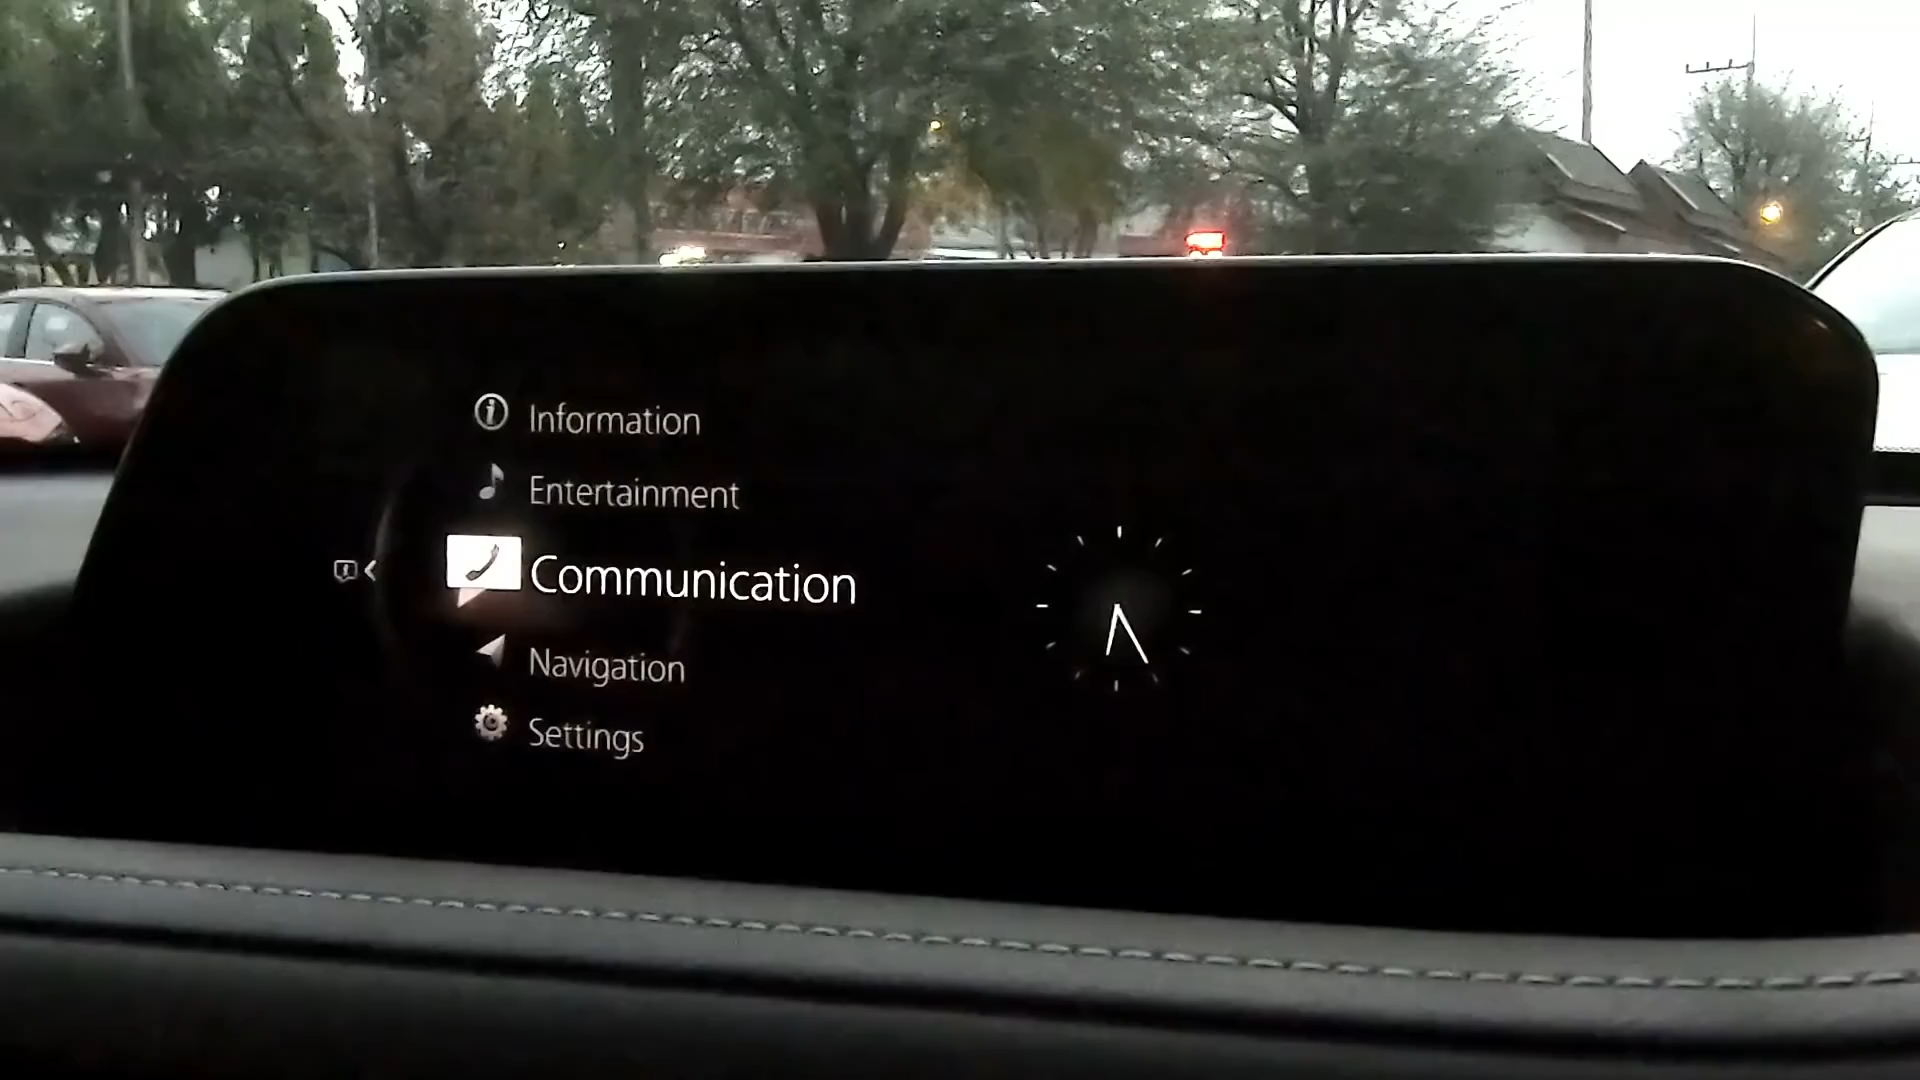 Information
Entertainment
Communication
Navigation
Settings